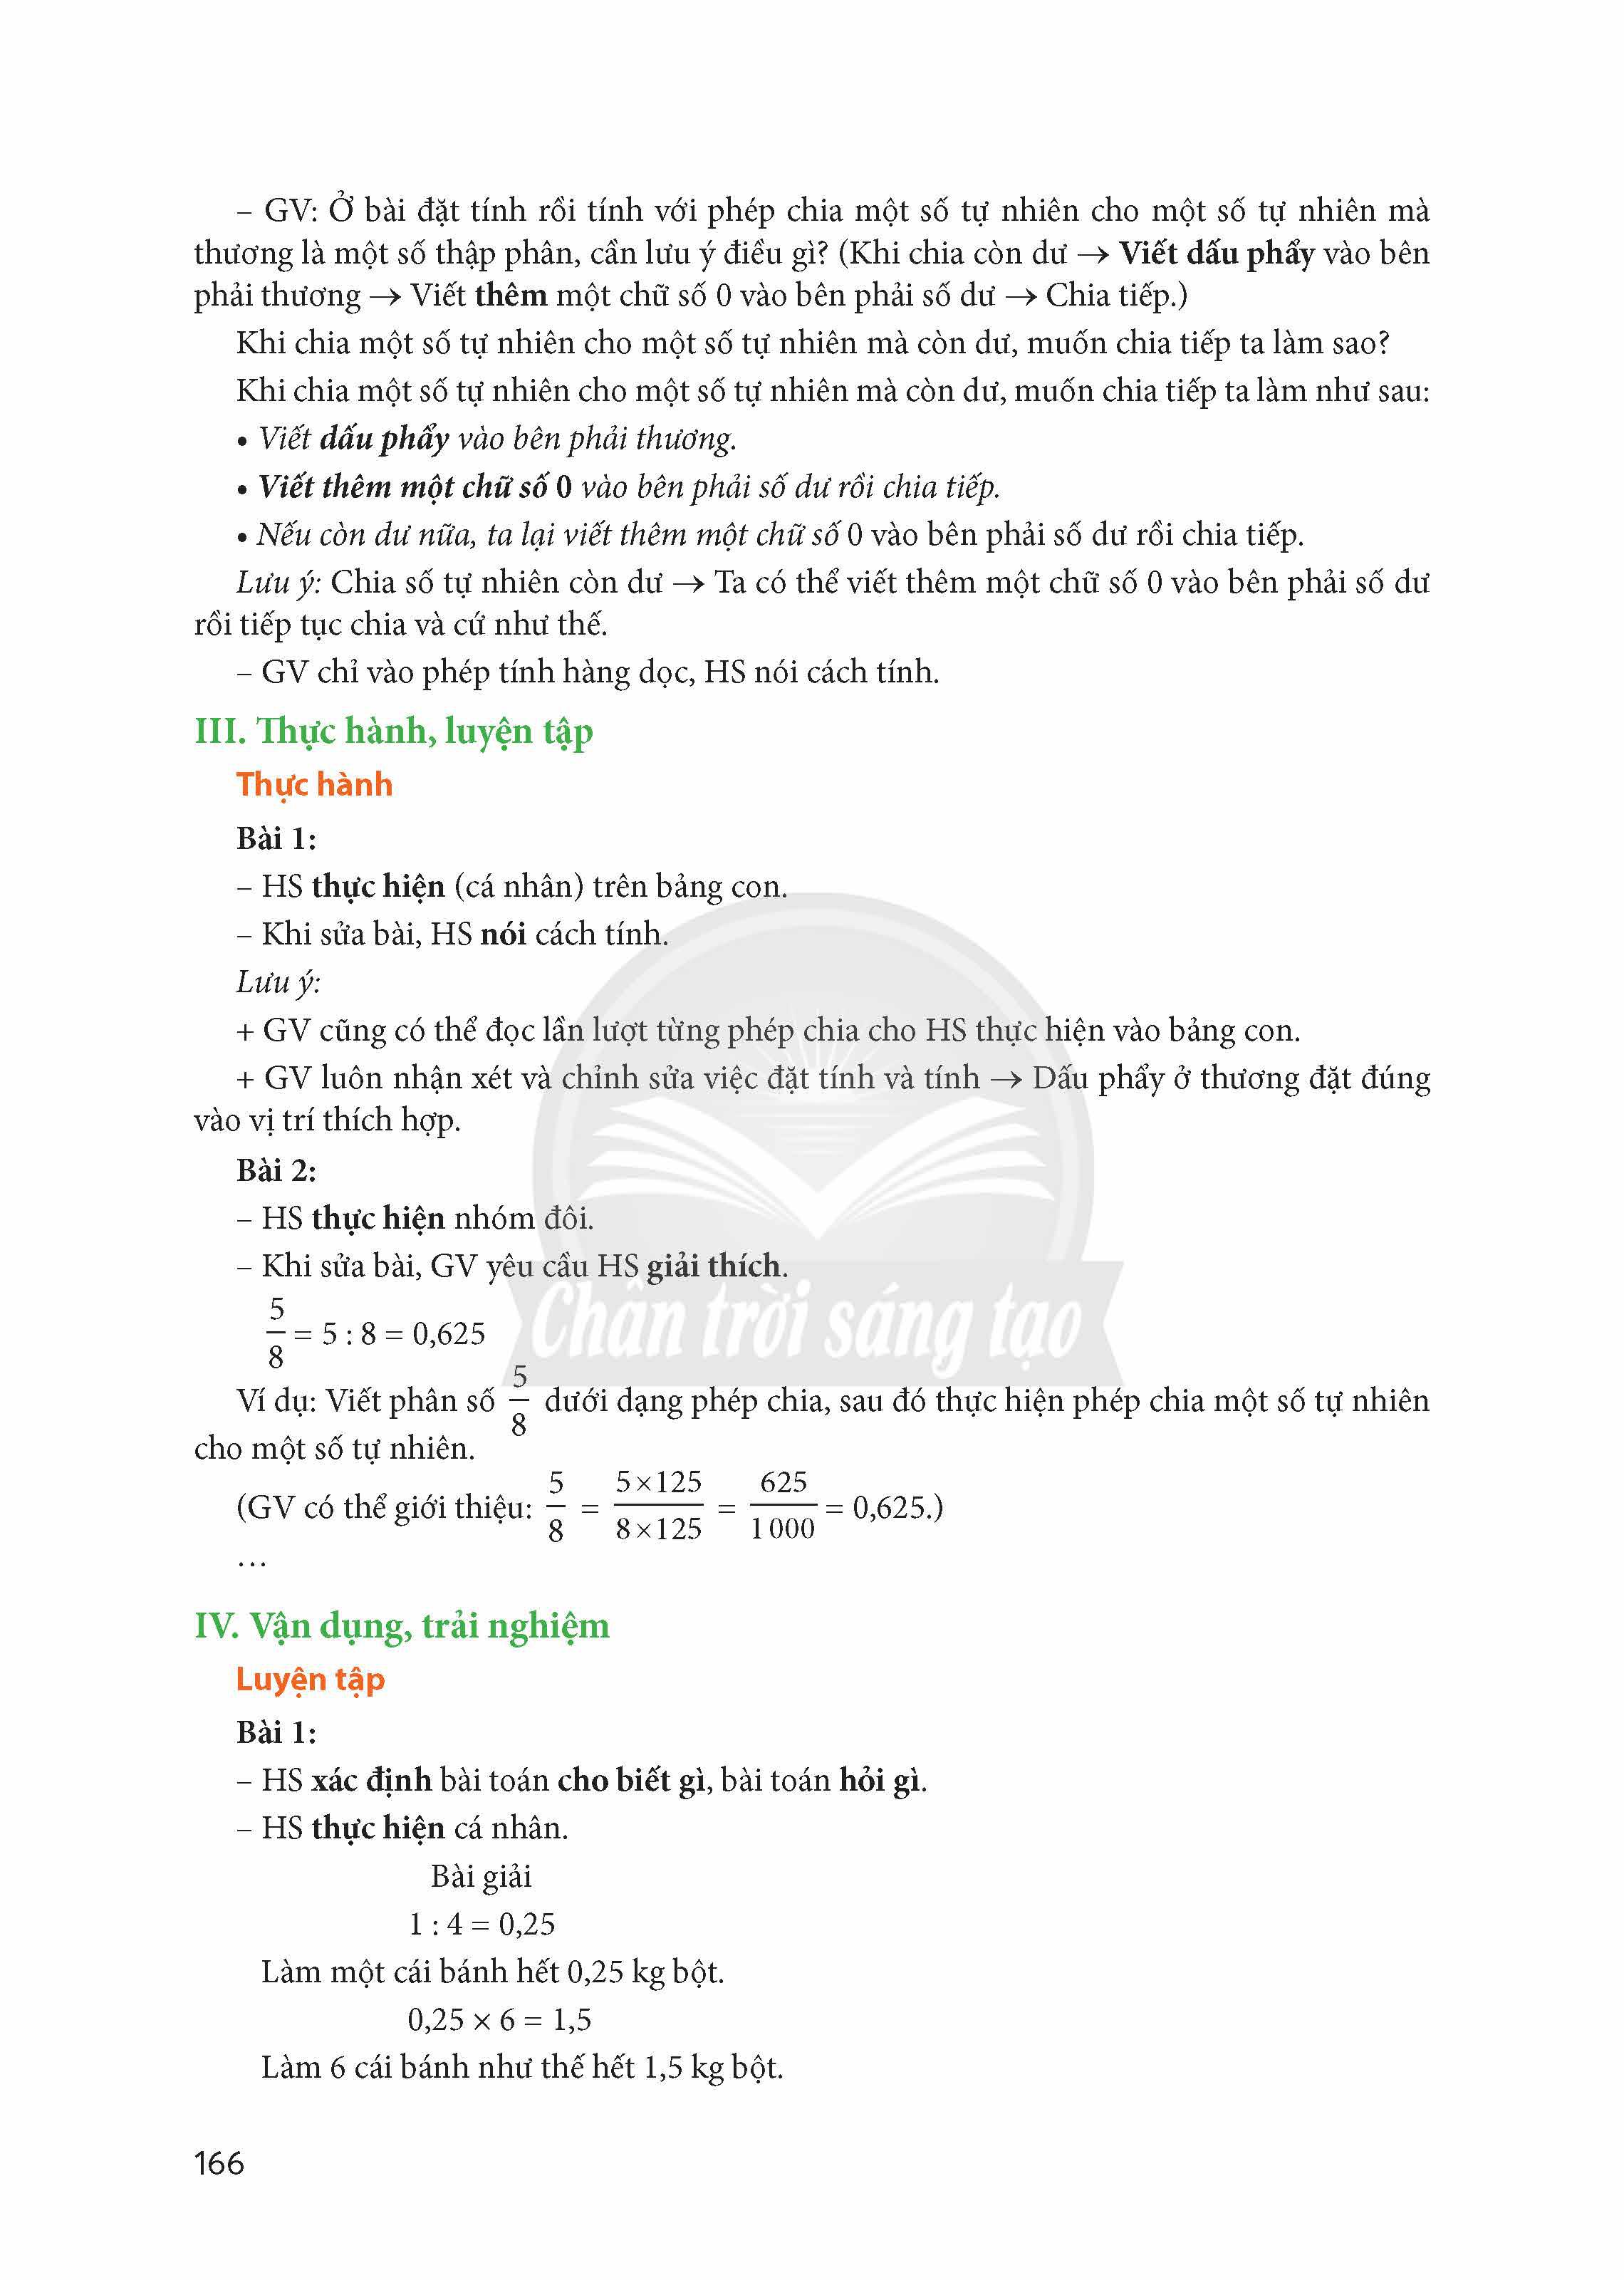 – GV: Ở bài đặt tính rồi tính với phép chia một số tự nhiên cho một số tự nhiên mà
thương là một số thập phân, cần lưu ý điều gì? (Khi chia còn dư → Viết dấu phẩy vào bên
phải thương → Viết thêm một chữ số 0 vào bên phải số dư → Chia tiếp.)
Khi chia một số tự nhiên cho một số tự nhiên mà còn dư, muốn chia tiếp ta làm sao?
Khi chia một số tự nhiên cho một số tự nhiên mà còn dư, muốn chia tiếp ta làm như sau:
• Viết dấu phẩy vào bên phải thương.
• Viết thêm một chữ số 0 vào bên phải số dư rồi chia tiếp.
• Nếu còn dư nữa, ta lại viết thêm một chữ số 0 vào bên phải số dư rồi chia tiếp.
Lưu ý: Chia số tự nhiên còn dư → Ta có thể viết thêm một chữ số 0 vào bên phải số dư
rồi tiếp tục chia và cứ như thế.
– GV chỉ vào phép tính hàng dọc, HS nói cách tính.
III. Thực hành, luyện tập
Thực hành
Bài 1:
– HS thực hiện (cá nhân) trên bảng con.
– Khi sửa bài, HS nói cách tính.
Lưu ý:
+ GV cũng có thể đọc lần lượt từng phép chia cho HS thực hiện vào bảng con.
+ GV luôn nhận xét và chỉnh sửa việc đặt tính và tính → Dấu phẩy ở thương đặt đúng
vào vị trí thích hợp.
Bài 2:
– HS thực hiện nhóm đôi.
– Khi sửa bài, GV yêu cầu HS giải thích.
5/8 = 5 : 8 = 0,625
Chân trời sáng tạo
Ví dụ: Viết phân số 5/8 dưới dạng phép chia, sau đó thực hiện phép chia một số tự nhiên
cho một số tự nhiên.
(GV có thể giới thiệu: 5/8 = 5×125/8×125 = 625/1000 = 0,625.)
…
IV. Vận dụng, trải nghiệm
Luyện tập
Bài 1:
– HS xác định bài toán cho biết gì, bài toán hỏi gì.
– HS thực hiện cá nhân.
Bài giải
1 : 4 = 0,25
Làm một cái bánh hết 0,25 kg bột.
0,25 × 6 = 1,5
Làm 6 cái bánh như thế hết 1,5 kg bột.
166